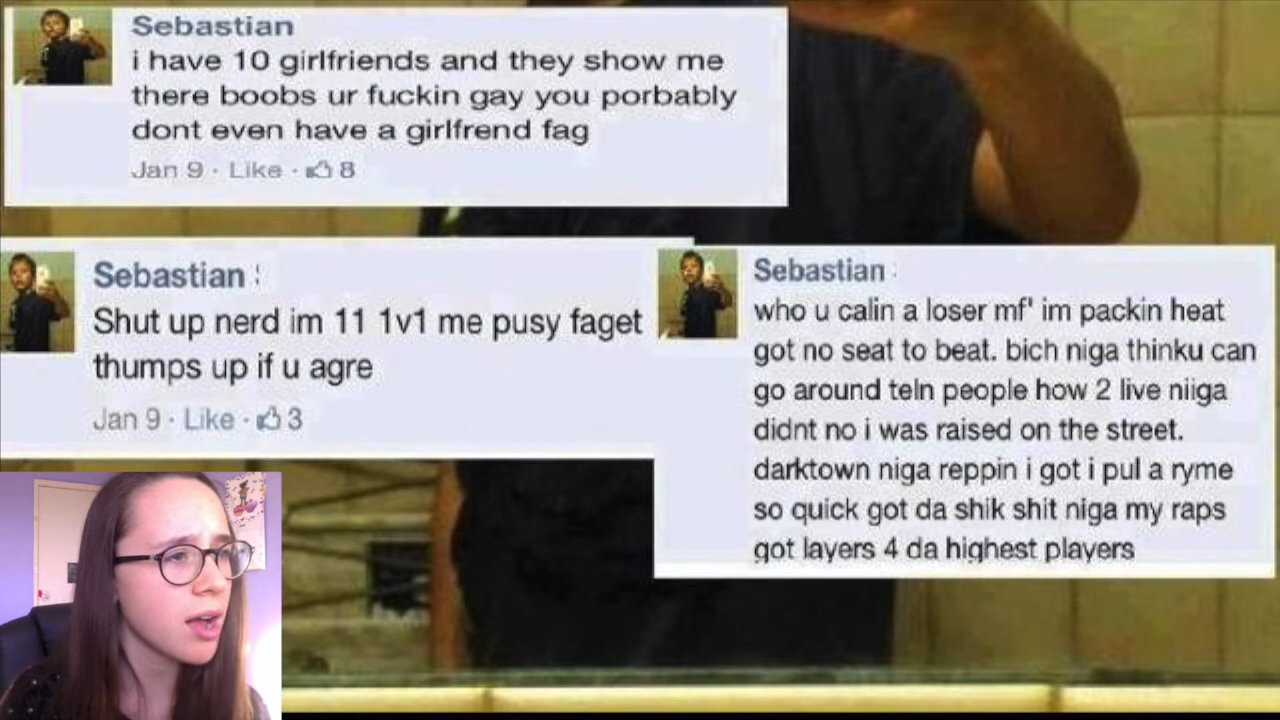 Sebastian
i have 10 girlfriends and they show me
there boobs ur fuckin gay you porbably
dont even have a girlfrend fag
Jan 9 · Like · 8
Sebastian
Shut up nerd im 11 1v1 me pusy faget
thumps up if u agre
Jan 9 · Like · 3
Sebastian
who u calin a loser mf' im packin heat
got no seat to beat. bich niga thinku can
go around teln people how 2 live niiga
didnt no i was raised on the street.
darktown niga reppin i got i pul a ryme
so quick got da shik shit niga my raps
got layers 4 da highest players